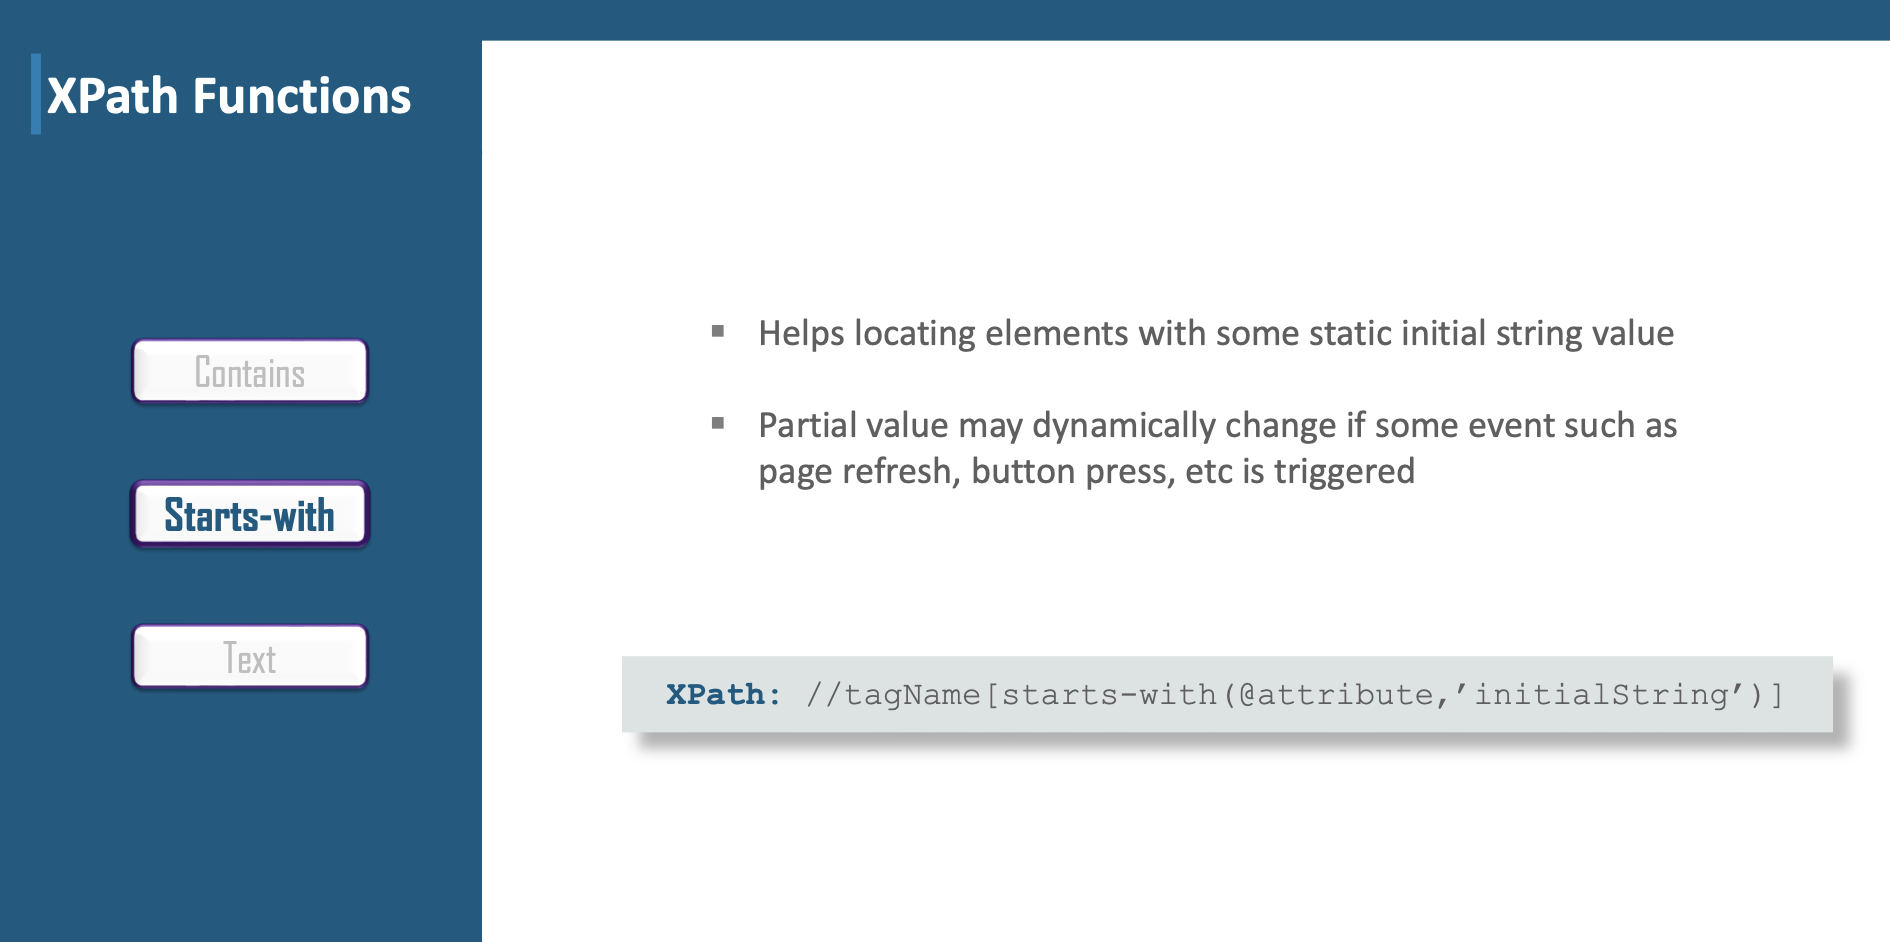 XPath Functions
Contains
Starts-with
Text
▪ Helps locating elements with some static initial string value
▪ Partial value may dynamically change if some event such as
page refresh, button press, etc is triggered
XPath: //tagName[starts-with(@attribute,’initialString’)]